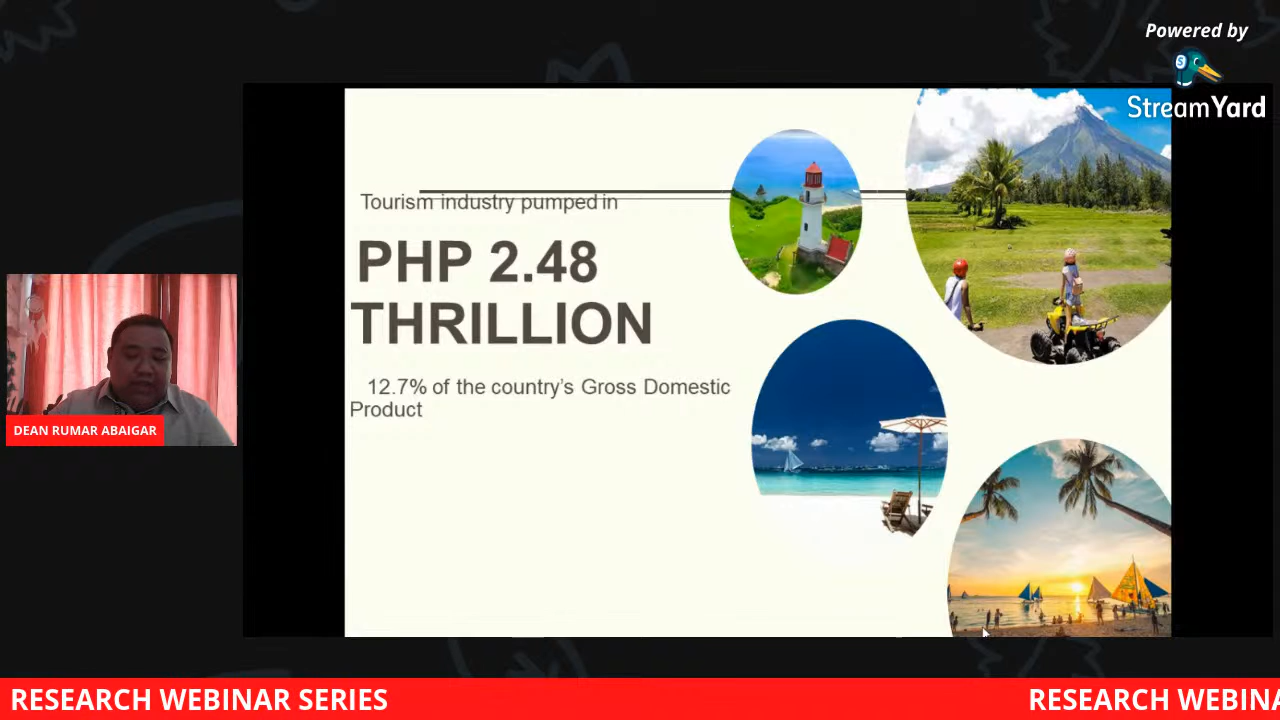 Powered by
StreamYard
Tourism industry pumped in
PHP 2.48
THRILLION
12.7% of the country's Gross Domestic
Product
DEAN RUMAR ABAIGAR
RESEARCH WEBINAR SERIES
RESEARCH WEBINA